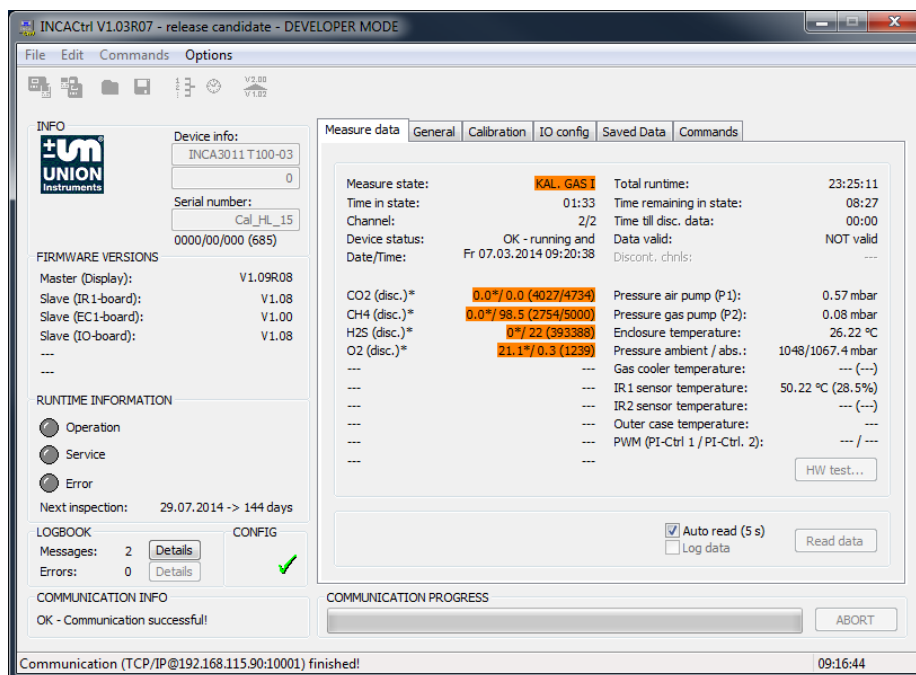 INCACtrl V1.03R07 - release candidate - DEVELOPER MODE
File Edit Commands Options
V2.00
V1.02
INFO
±um
UNION
Instruments
Device info:
INCA3011 T100-03
0
Serial number:
Cal_HL_15
0000/00/000 (685)
FIRMWARE VERSIONS
Master (Display): V1.09R08
Slave (IR1-board): V1.08
Slave (EC1-board): V1.00
Slave (IO-board): V1.08
---
---
RUNTIME INFORMATION
Operation
Service
Error
Next inspection: 29.07.2014 -> 144 days
LOGBOOK
Messages: 2 Details
Errors: 0 Details
CONFIG
COMMUNICATION INFO
OK - Communication successful!
Measure data General Calibration IO config Saved Data Commands
Measure state: KAL. GAS I
Time in state: 01:33
Channel: 2/2
Device status: OK - running and
Date/Time: Fr 07.03.2014 09:20:38
CO2 (disc.)* 0.0*/ 0.0 (4027/4734)
CH4 (disc.)* 0.0*/ 98.5 (2754/5000)
H2S (disc.)* 0*/ 22 (393388)
O2 (disc.)* 21.1*/ 0.3 (1239)
--- ---
--- ---
--- ---
--- ---
--- ---
--- ---
Total runtime: 23:25:11
Time remaining in state: 08:27
Time till disc. data: 00:00
Data valid: NOT valid
Discont. chnls: ---
Pressure air pump (P1): 0.57 mbar
Pressure gas pump (P2): 0.08 mbar
Enclosure temperature: 26.22 ºC
Pressure ambient / abs.: 1048/1067.4 mbar
Gas cooler temperature: --- (---)
IR1 sensor temperature: 50.22 ºC (28.5%)
IR2 sensor temperature: --- (---)
Outer case temperature: ---
PWM (PI-Ctrl 1 / PI-Ctrl. 2): --- / ---
HW test...
Auto read (5 s)
Log data
Read data
COMMUNICATION PROGRESS
ABORT
Communication (TCP/IP@192.168.115.90:10001) finished! 09:16:44